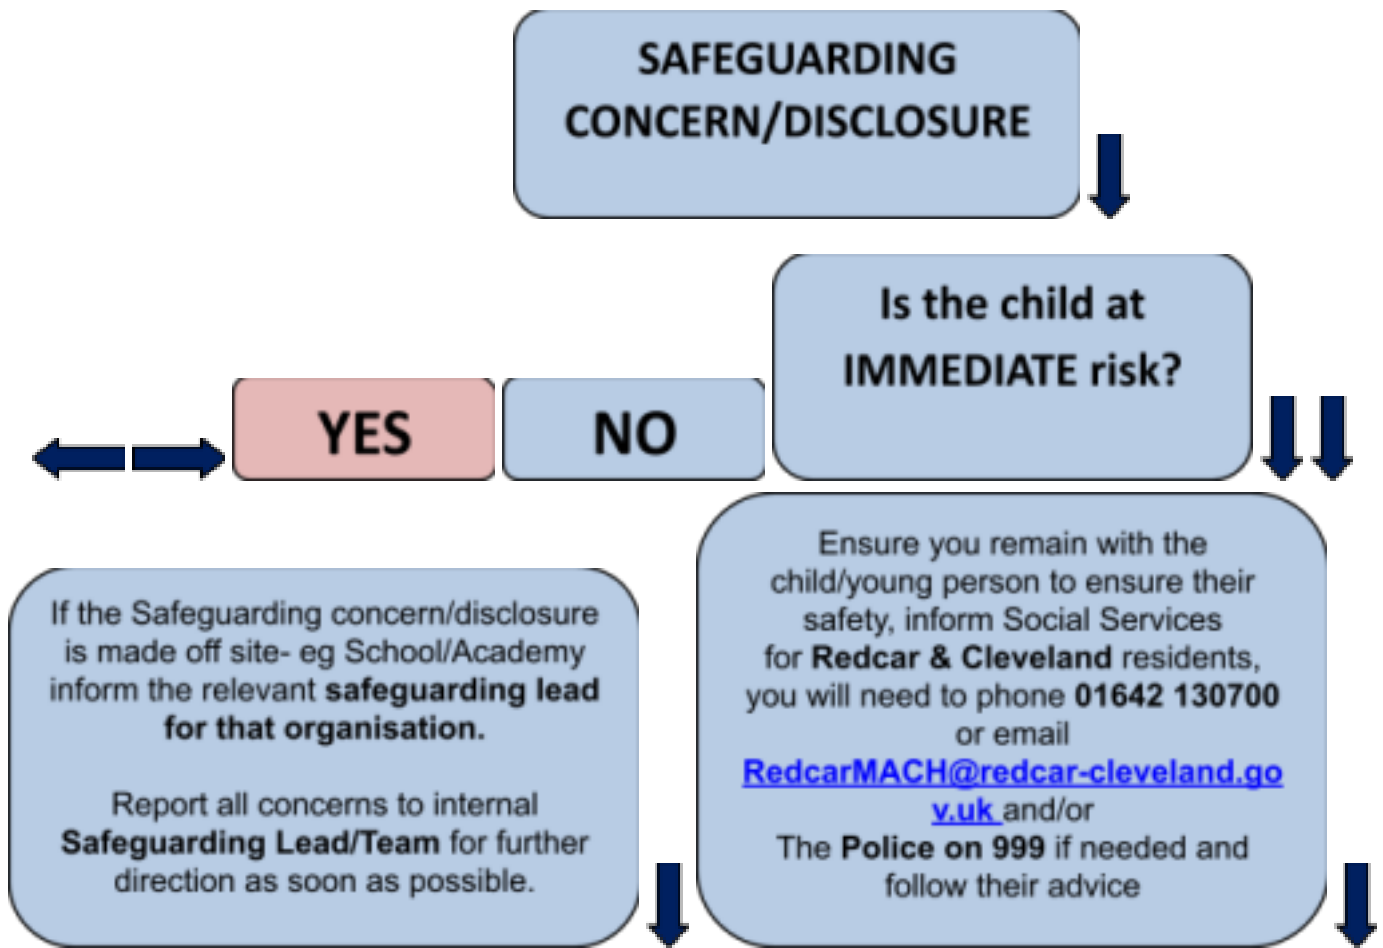 SAFEGUARDING
CONCERN/DISCLOSURE
Is the child at
IMMEDIATE risk?
YES
NO
If the Safeguarding concern/disclosure
is made off site- eg School/Academy
inform the relevant safeguarding lead
for that organisation.
Report all concerns to internal
Safeguarding Lead/Team for further
direction as soon as possible.
Ensure you remain with the
child/young person to ensure their
safety, inform Social Services
for Redcar & Cleveland residents,
you will need to phone 01642 130700
or email
RedcarMACH@redcar-cleveland.go
v.uk and/or
The Police on 999 if needed and
follow their advice